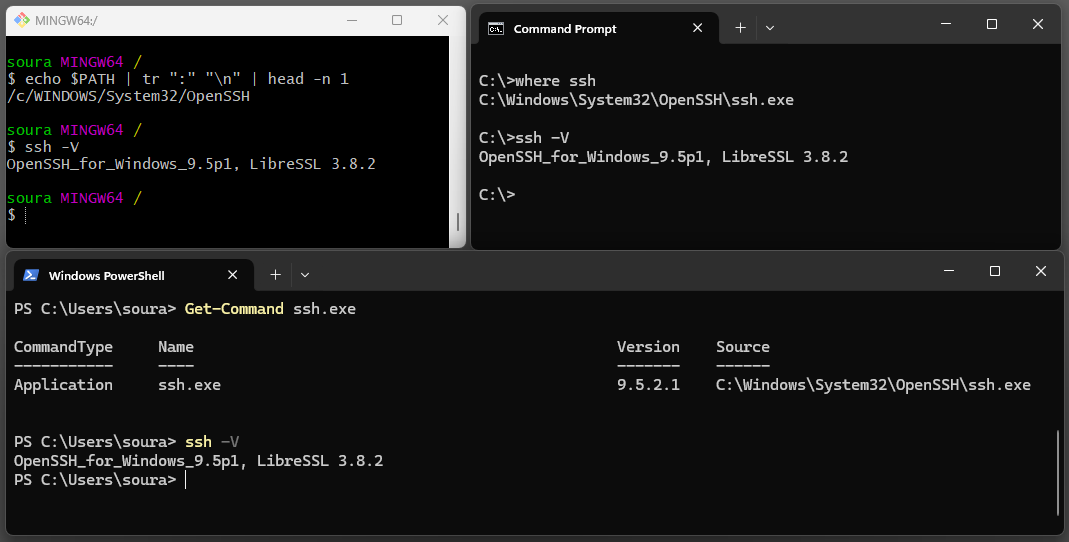 MINGW64:/
soura MINGW64 /
$ echo $PATH | tr ":" "\n" | head -n 1
/c/WINDOWS/System32/OpenSSH
soura MINGW64 /
$ ssh -V
OpenSSH_for_Windows_9.5p1, LibreSSL 3.8.2
soura MINGW64 /
$
Command Prompt
C:\>where ssh
C:\Windows\System32\OpenSSH\ssh.exe
C:\>ssh -V
OpenSSH_for_Windows_9.5p1, LibreSSL 3.8.2
C:\>
Windows PowerShell
PS C:\Users\soura> Get-Command ssh.exe
CommandType     Name                                               Version    Source
-----------     ----                                               -------    ------
Application     ssh.exe                                            9.5.2.1    C:\Windows\System32\OpenSSH\ssh.exe
PS C:\Users\soura> ssh -V
OpenSSH_for_Windows_9.5p1, LibreSSL 3.8.2
PS C:\Users\soura>